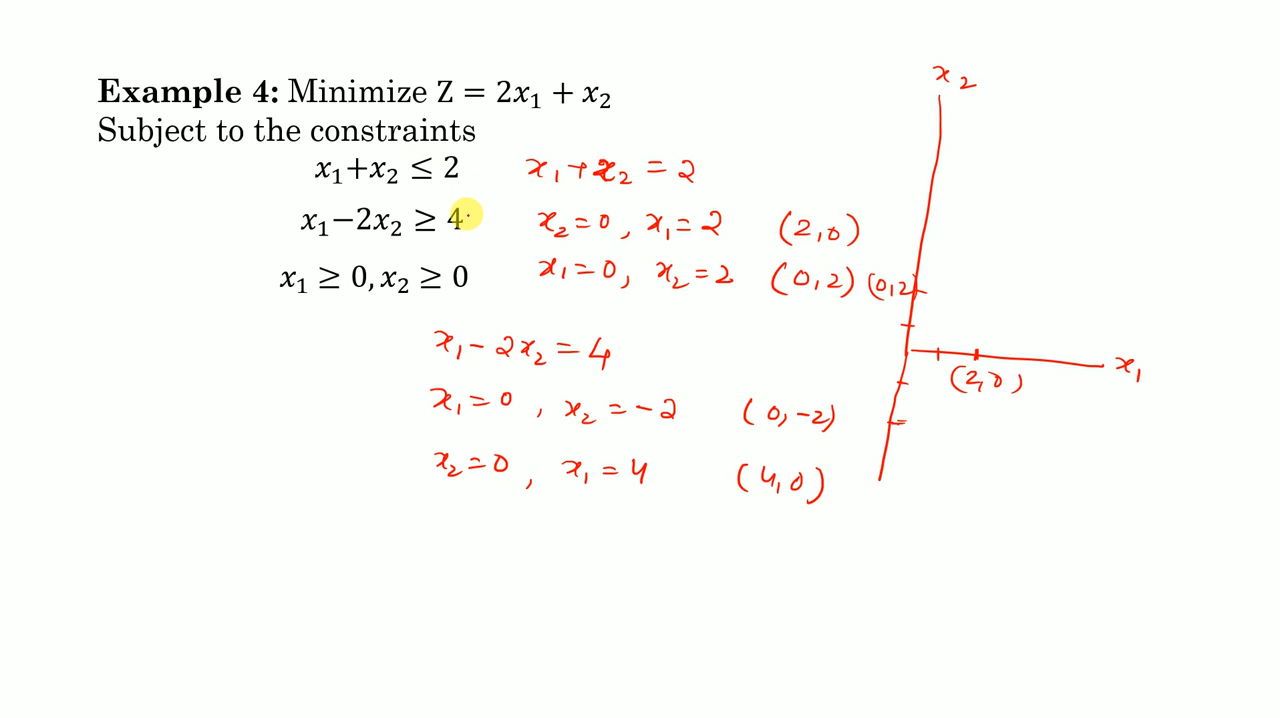 Example 4: Minimize Z = 2x₁ + x₂
Subject to the constraints
x₁+x₂ ≤ 2
x₁−2x₂ ≥ 4
x₁ ≥ 0, x₂ ≥ 0
x₁ + x₂ = 2
x₂ = 0, x₁ = 2 (2,0)
x₁ = 0, x₂ = 2 (0,2)
x₁ − 2x₂ = 4
x₁ = 0, x₂ = −2 (0,−2)
x₂ = 0, x₁ = 4 (4,0)
x₂
(0,2)
x₁
(2,0)